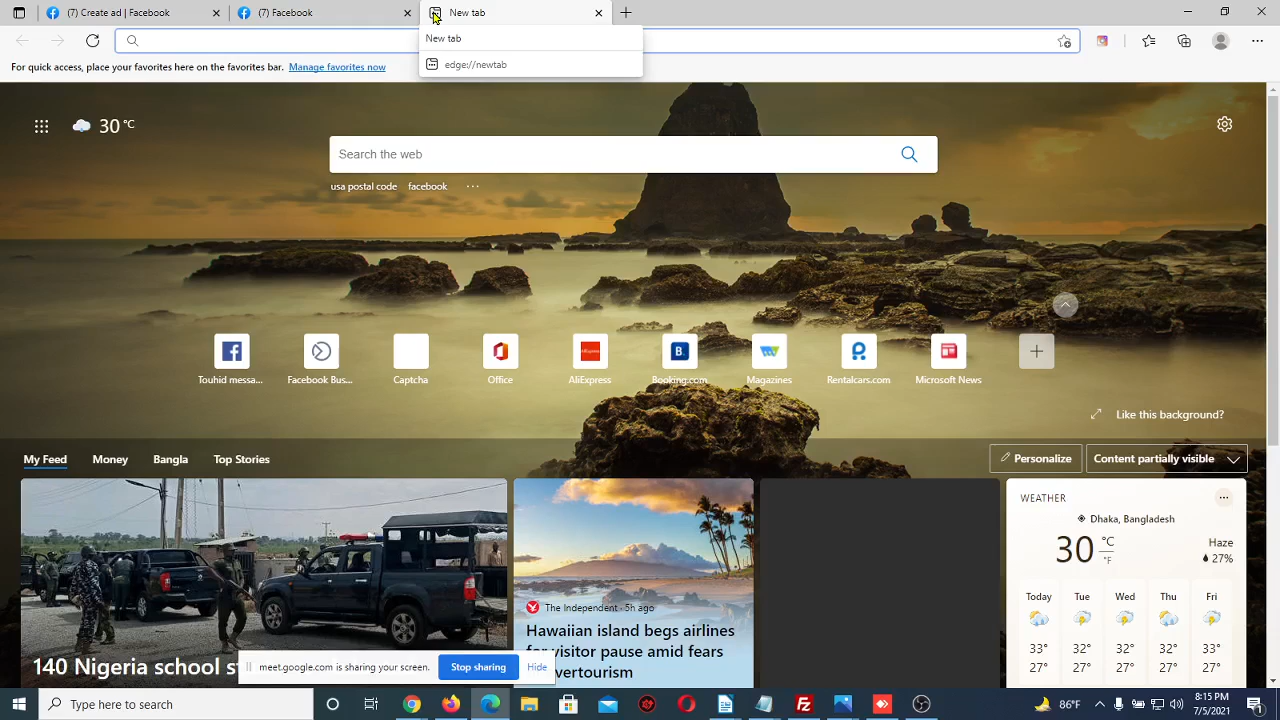 (7) Create ad | Facebook
(7) Facebook
New tab
New tab
edge://newtab
For quick access, place your favorites here on the favorites bar. Manage favorites now
30 °C
Search the web
usa postal code facebook ...
Touhid messa...
Facebook Bus...
Captcha
Office
AliExpress
Booking.com
Magazines
Rentalcars.com
Microsoft News
Like this background?
My Feed Money Bangla Top Stories
Personalize
Content partially visible
WEATHER
Dhaka, Bangladesh
30 °C °F
Haze
27%
Today Tue Wed Thu Fri
33° 32° 32° 32° 33°
27° 27° 27° 27° 27°
The Independent · 5h ago
Hawaiian island begs airlines
for visitor pause amid fears
overtourism
140 Nigeria school st
meet.google.com is sharing your screen. Stop sharing Hide
Type here to search
86°F
8:15 PM
7/5/2021